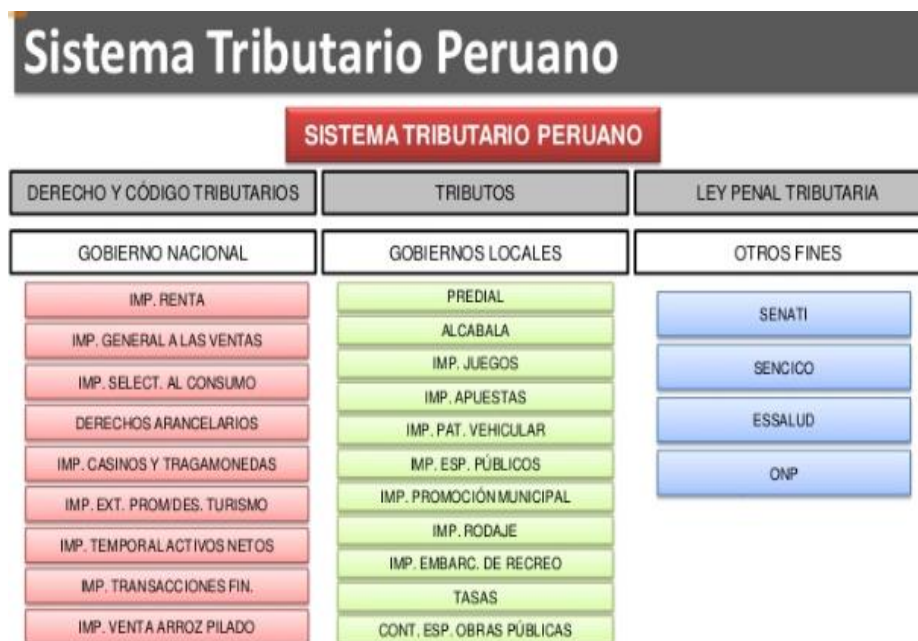 Sistema Tributario Peruano
SISTEMA TRIBUTARIO PERUANO
DERECHO Y CÓDIGO TRIBUTARIOS
TRIBUTOS
LEY PENAL TRIBUTARIA
GOBIERNO NACIONAL
GOBIERNOS LOCALES
OTROS FINES
IMP. RENTA
IMP. GENERAL A LAS VENTAS
IMP. SELECT. AL CONSUMO
DERECHOS ARANCELARIOS
IMP. CASINOS Y TRAGAMONEDAS
IMP. EXT. PROM/DES. TURISMO
IMP. TEMPORAL ACTIVOS NETOS
IMP. TRANSACCIONES FIN.
IMP. VENTA ARROZ PILADO
PREDIAL
ALCABALA
IMP. JUEGOS
IMP. APUESTAS
IMP. PAT. VEHICULAR
IMP. ESP. PÚBLICOS
IMP. PROMOCIÓN MUNICIPAL
IMP. RODAJE
IMP. EMBARC. DE RECREO
TASAS
CONT. ESP. OBRAS PÚBLICAS
SENATI
SENCICO
ESSALUD
ONP